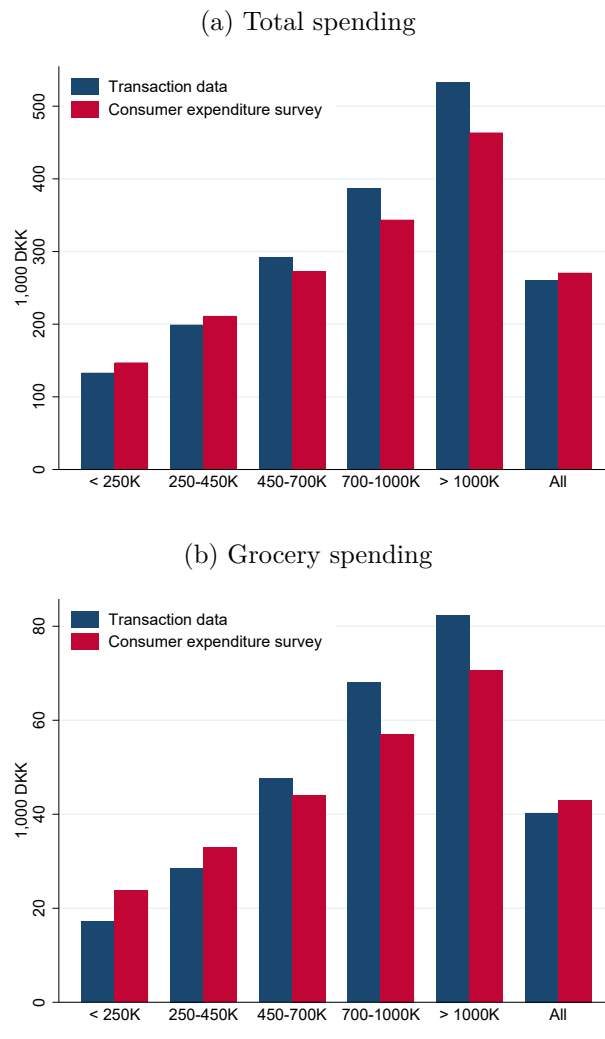 (a) Total spending
Transaction data
Consumer expenditure survey
1,000 DKK
500
400
300
200
100
0
< 250K 250-450K 450-700K 700-1000K > 1000K All
(b) Grocery spending
Transaction data
Consumer expenditure survey
1,000 DKK
80
60
40
20
0
< 250K 250-450K 450-700K 700-1000K > 1000K All